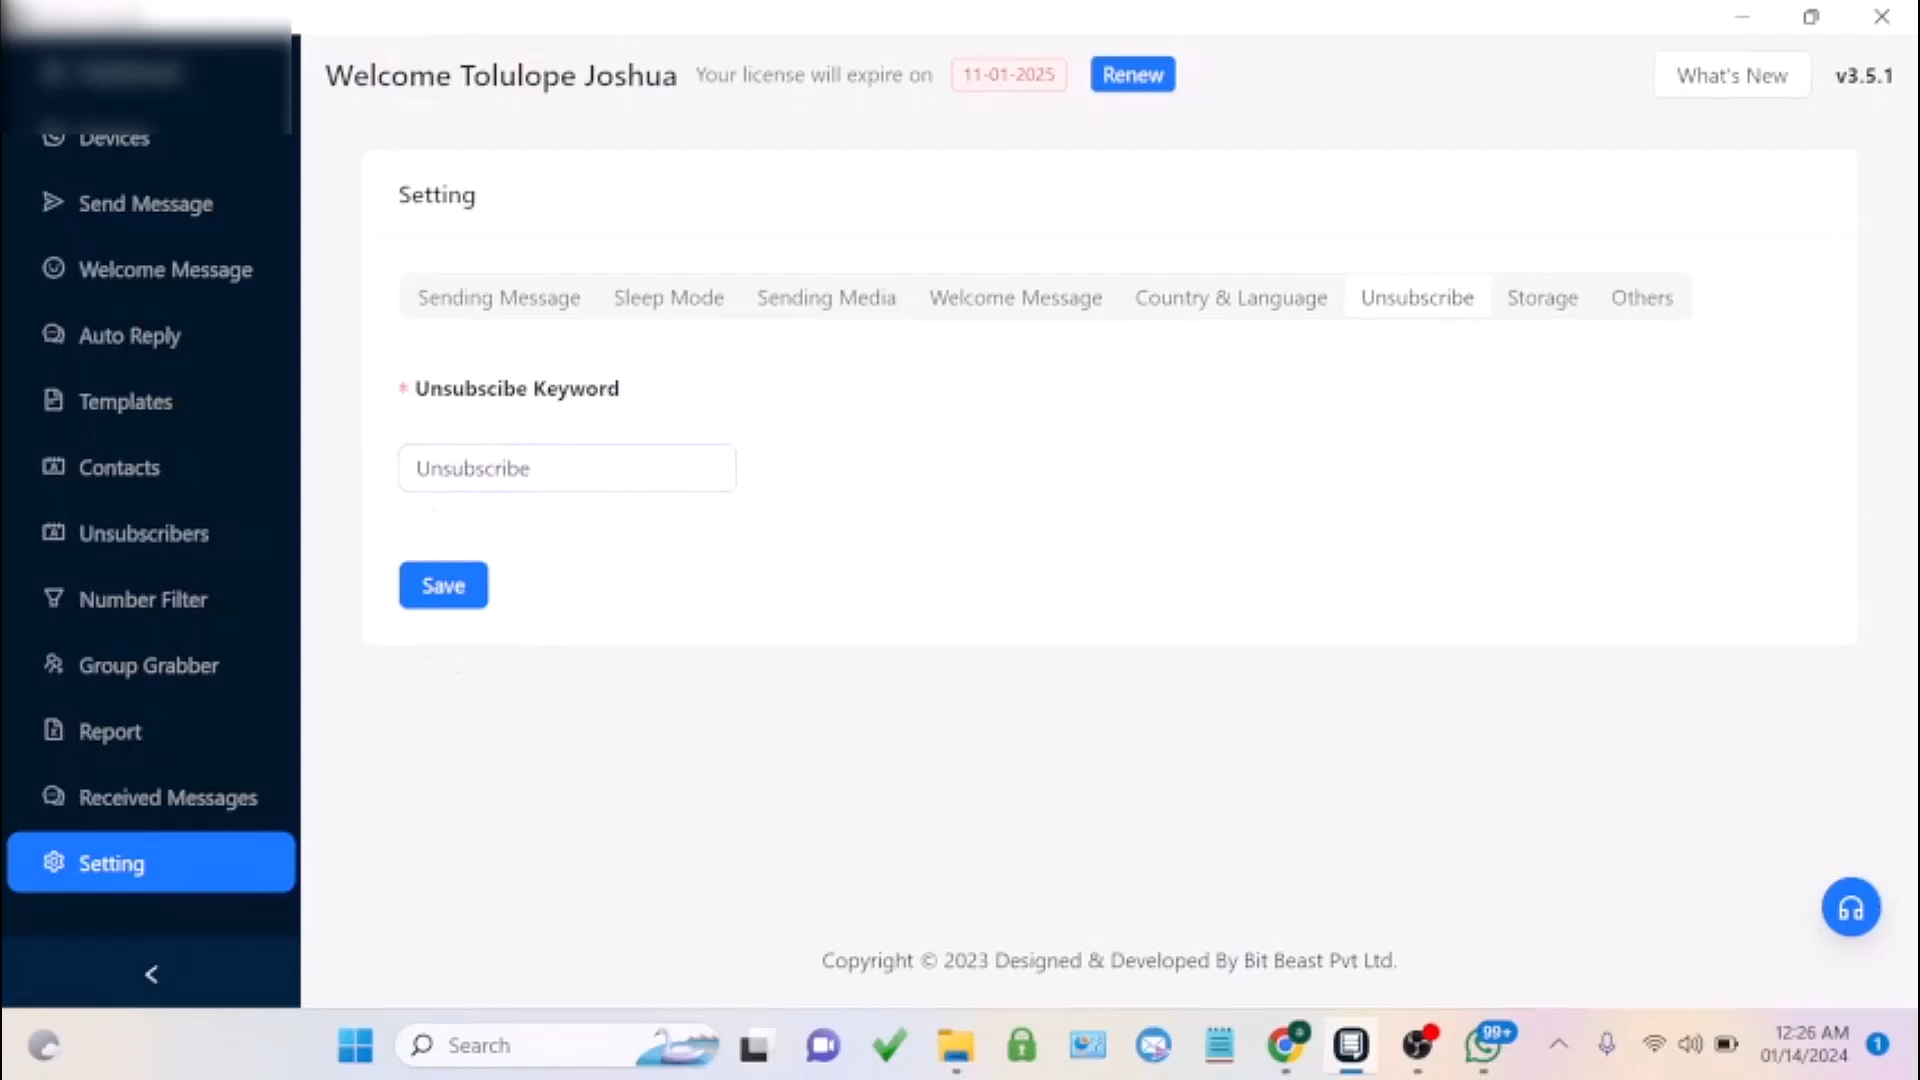 Welcome Tolulope Joshua Your license will expire on 11-01-2025 Renew What's New v3.5.1
Devices
Send Message
Welcome Message
Auto Reply
Templates
Contacts
Unsubscribers
Number Filter
Group Grabber
Report
Received Messages
Setting
<
Setting
Sending Message Sleep Mode Sending Media Welcome Message Country & Language Unsubscribe Storage Others
* Unsubscibe Keyword
Unsubscribe
Save
Copyright © 2023 Designed & Developed By Bit Beast Pvt Ltd.
Search
99+
12:26 AM
01/14/2024
1